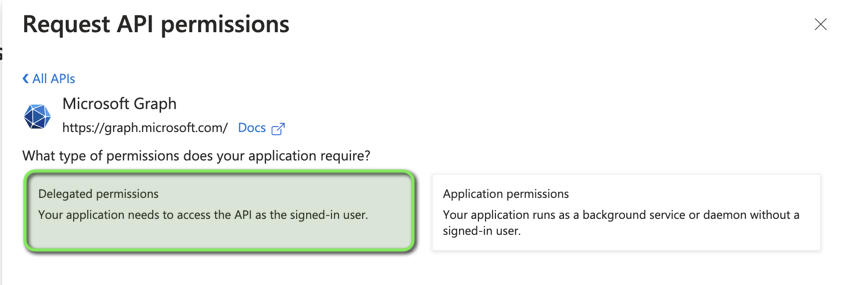 Request API permissions
All APIs
Microsoft Graph
https://graph.microsoft.com/ Docs
What type of permissions does your application require?
Delegated permissions
Your application needs to access the API as the signed-in user.
Application permissions
Your application runs as a background service or daemon without a
signed-in user.